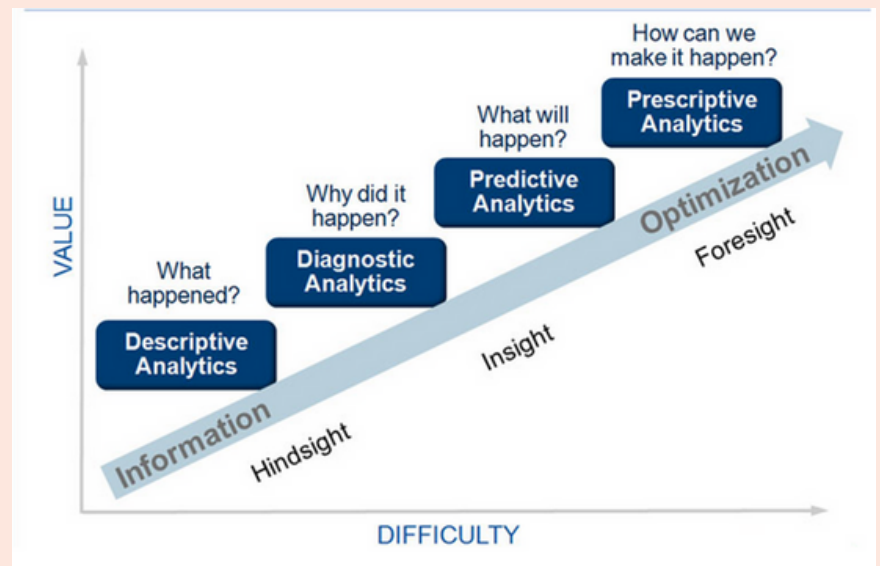 How can we
make it happen?
Prescriptive
Analytics
What will
happen?
Predictive
Analytics
Why did it
happen?
Diagnostic
Analytics
What
happened?
Descriptive
Analytics
VALUE
Information
Optimization
Hindsight
Insight
Foresight
DIFFICULTY